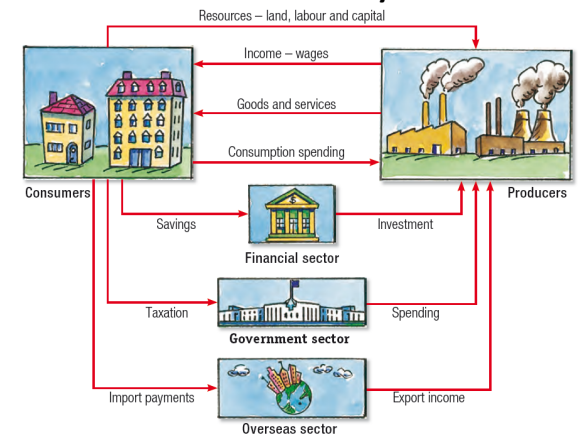 Resources – land, labour and capital
Income – wages
Goods and services
Consumption spending
Consumers
Producers
Savings
$
Investment
Financial sector
Taxation
Spending
Government sector
Import payments
Export income
Overseas sector